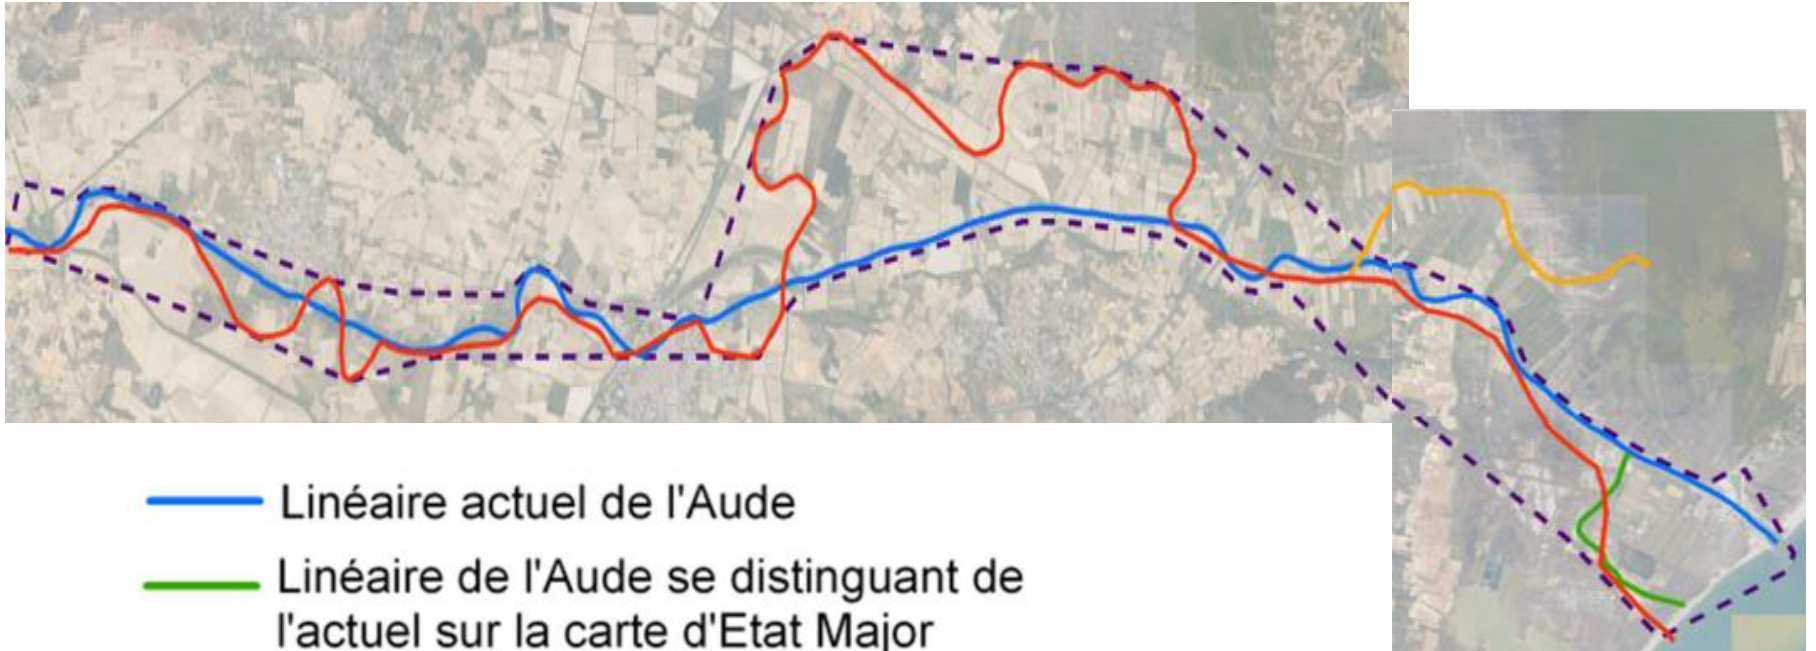 Linéaire actuel de l'Aude
Linéaire de l'Aude se distinguant de
l'actuel sur la carte d'Etat Major